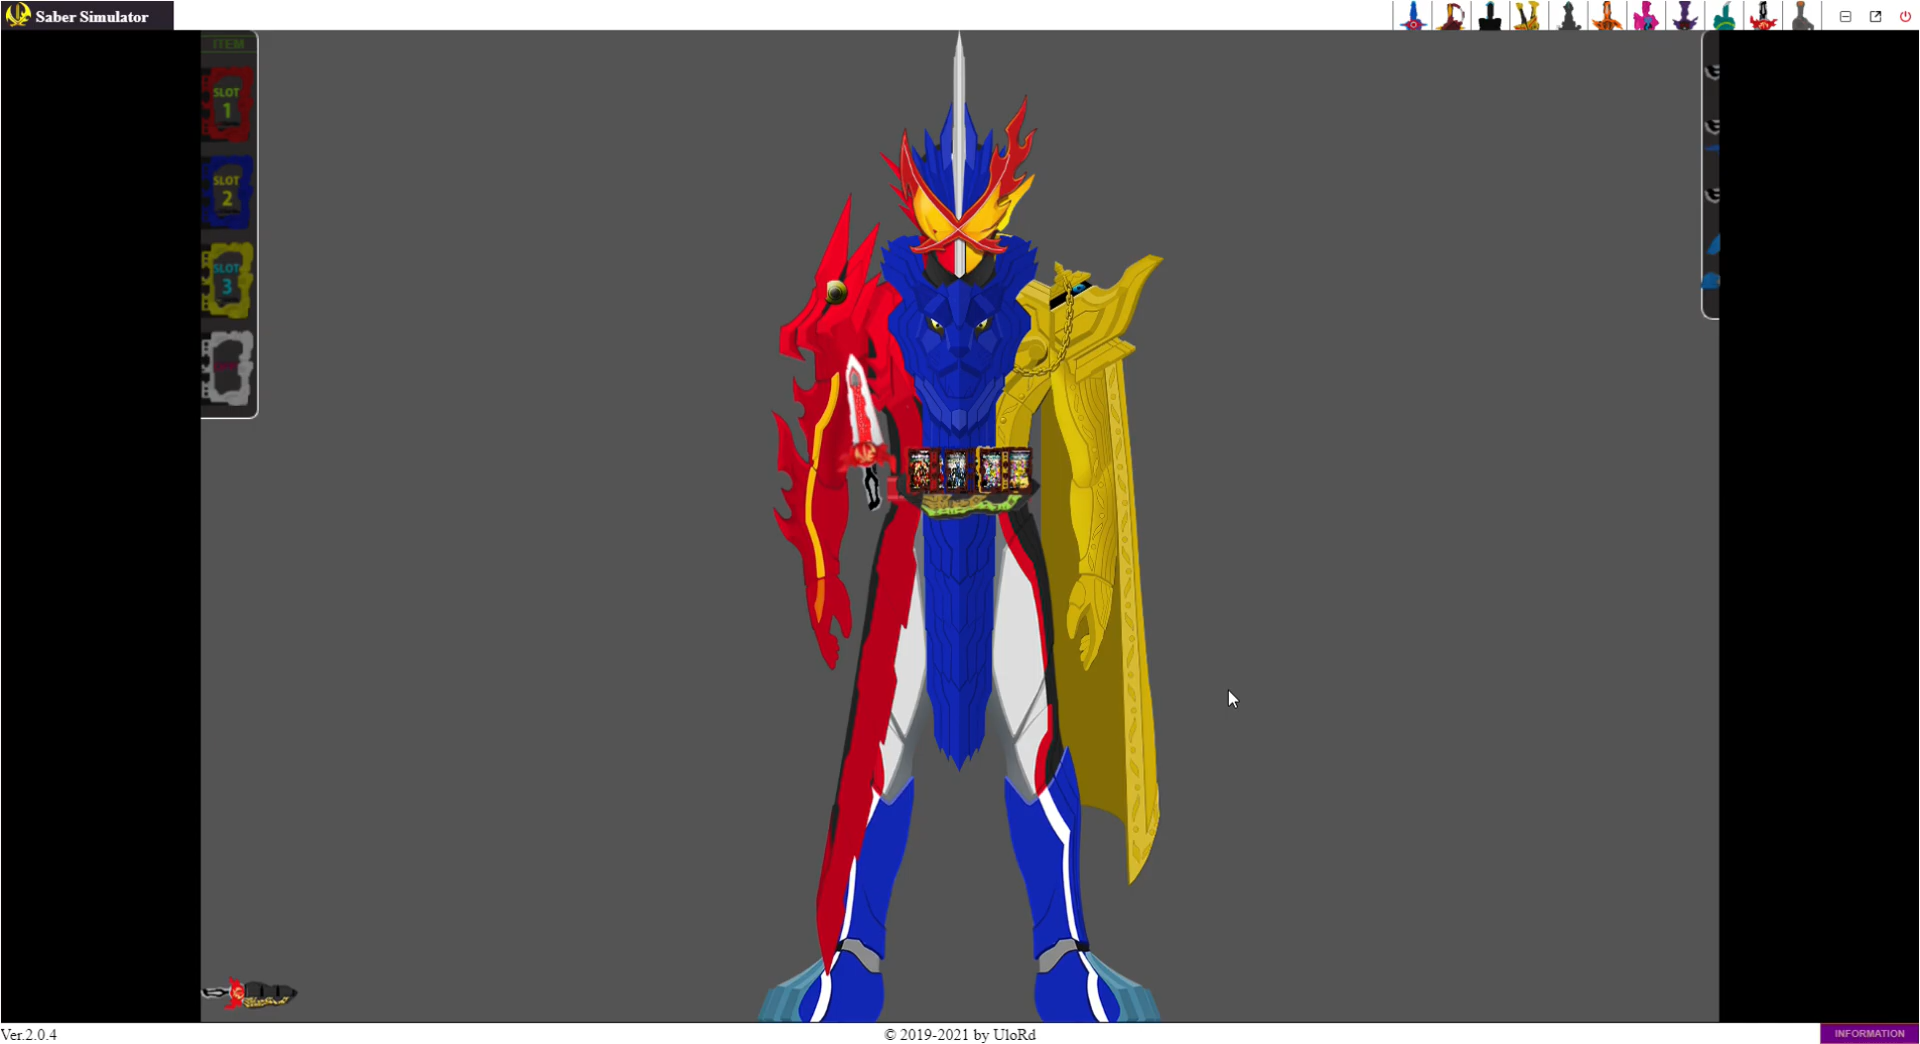 Saber Simulator
ITEM
SLOT
1
SLOT
2
SLOT
3
Ver.2.0.4
© 2019-2021 by UloRd
INFORMATION